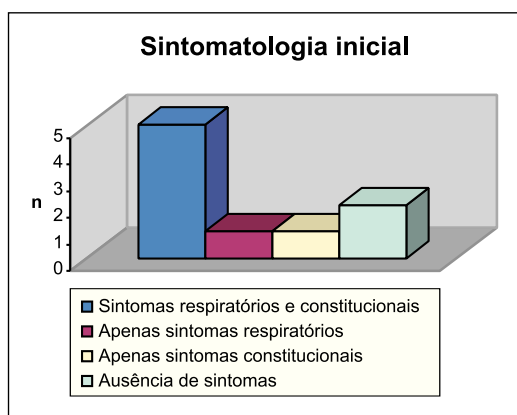 Sintomatologia inicial
5
4
3
2
1
0
n
Sintomas respiratórios e constitucionais
Apenas sintomas respiratórios
Apenas sintomas constitucionais
Ausência de sintomas